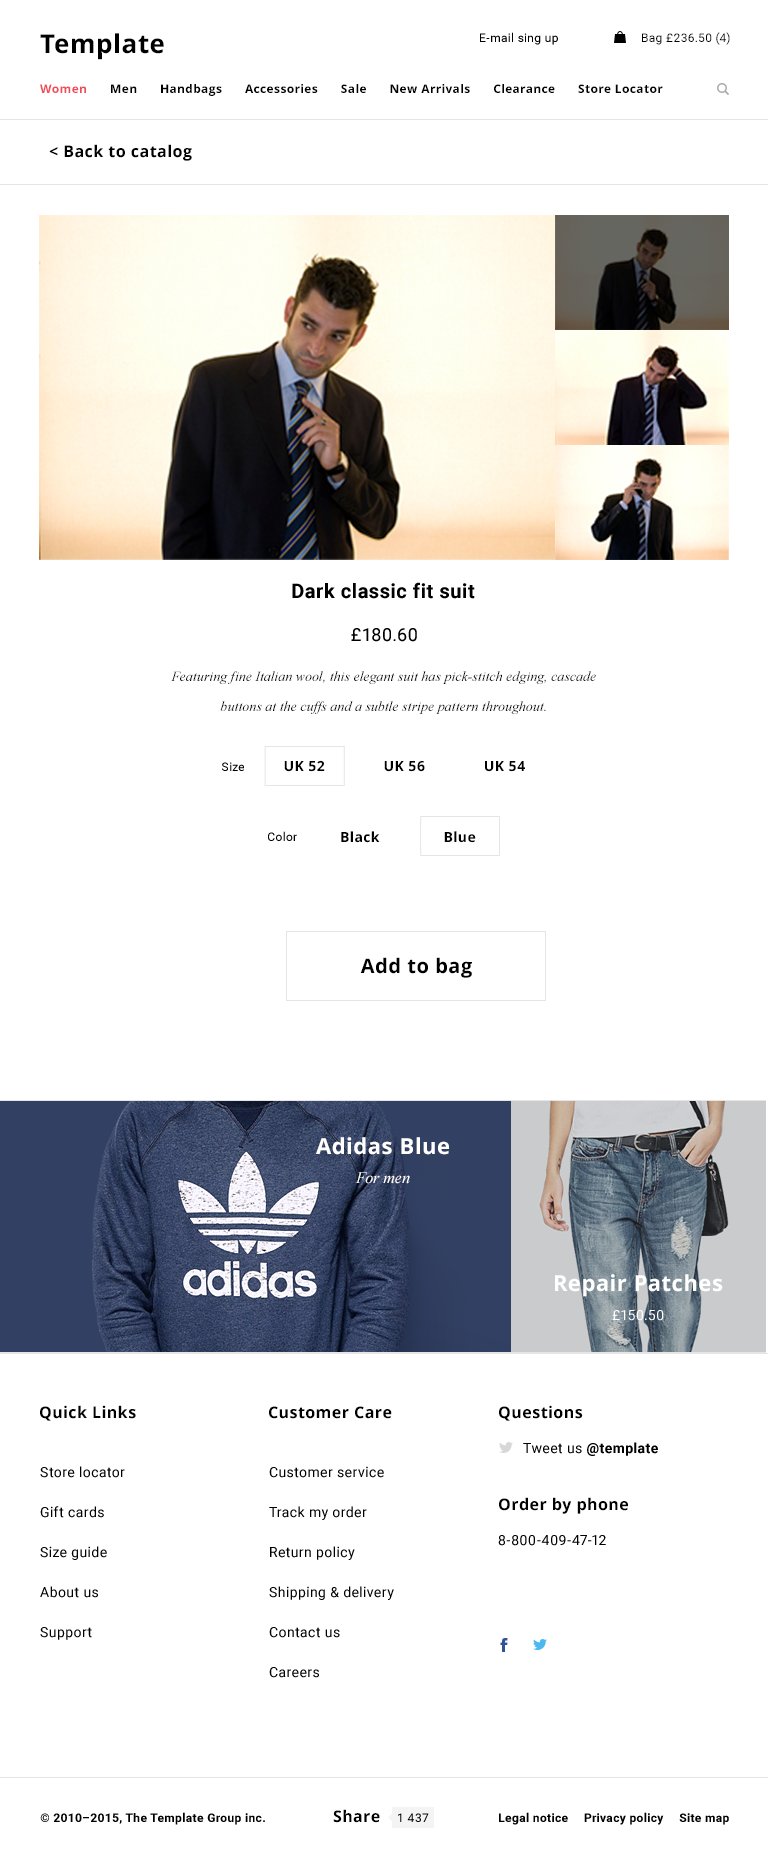 Template
E-mail sing up
Bag £236.50 (4)
Women Men Handbags Accessories Sale New Arrivals Clearance Store Locator
< Back to catalog
Dark classic fit suit
£180.60
Featuring fine Italian wool, this elegant suit has pick-stitch edging, cascade
buttons at the cuffs and a subtle stripe pattern throughout.
Size UK 52 UK 56 UK 54
Color Black Blue
Add to bag
Adidas Blue
For men
adidas
Repair Patches
£150.50
Quick Links
Store locator
Gift cards
Size guide
About us
Support
Customer Care
Customer service
Track my order
Return policy
Shipping & delivery
Contact us
Careers
Questions
Tweet us @template
Order by phone
8-800-409-47-12
© 2010–2015, The Template Group inc.
Share 1 437
Legal notice Privacy policy Site map